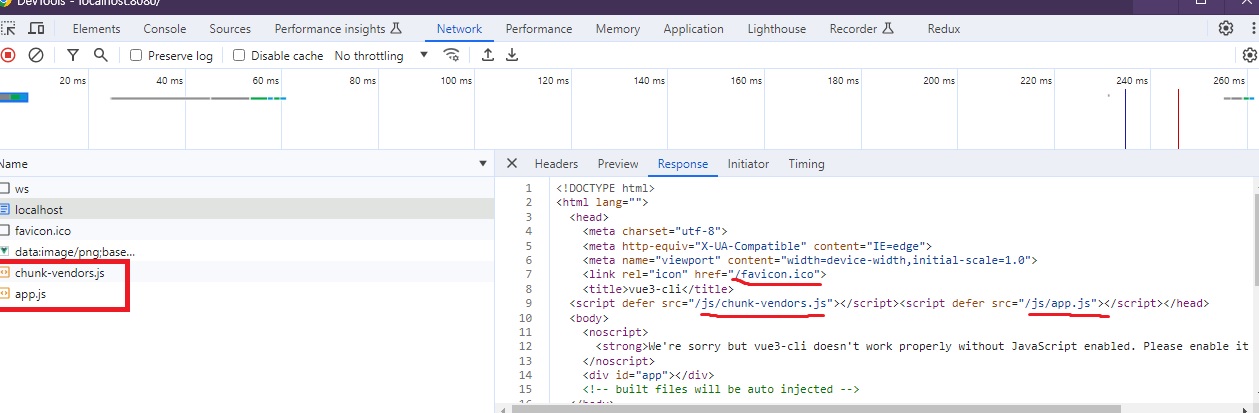 DevTools - localhost:8080/
Elements Console Sources Performance insights Network Performance Memory Application Lighthouse Recorder Redux
Preserve log Disable cache No throttling
20 ms 40 ms 60 ms 80 ms 100 ms 120 ms 140 ms 160 ms 180 ms 200 ms 220 ms 240 ms 260 ms
Name
ws
localhost
favicon.ico
data:image/png;base...
chunk-vendors.js
app.js
Headers Preview Response Initiator Timing
1 <!DOCTYPE html>
2 <html lang="">
3 <head>
4 <meta charset="utf-8">
5 <meta http-equiv="X-UA-Compatible" content="IE=edge">
6 <meta name="viewport" content="width=device-width,initial-scale=1.0">
7 <link rel="icon" href="/favicon.ico">
8 <title>vue3-cli</title>
9 <script defer src="/js/chunk-vendors.js"></script><script defer src="/js/app.js"></script></head>
10 <body>
11 <noscript>
12 <strong>We're sorry but vue3-cli doesn't work properly without JavaScript enabled. Please enable it
13 </noscript>
14 <div id="app"></div>
15 <!-- built files will be auto injected -->
16 </body>